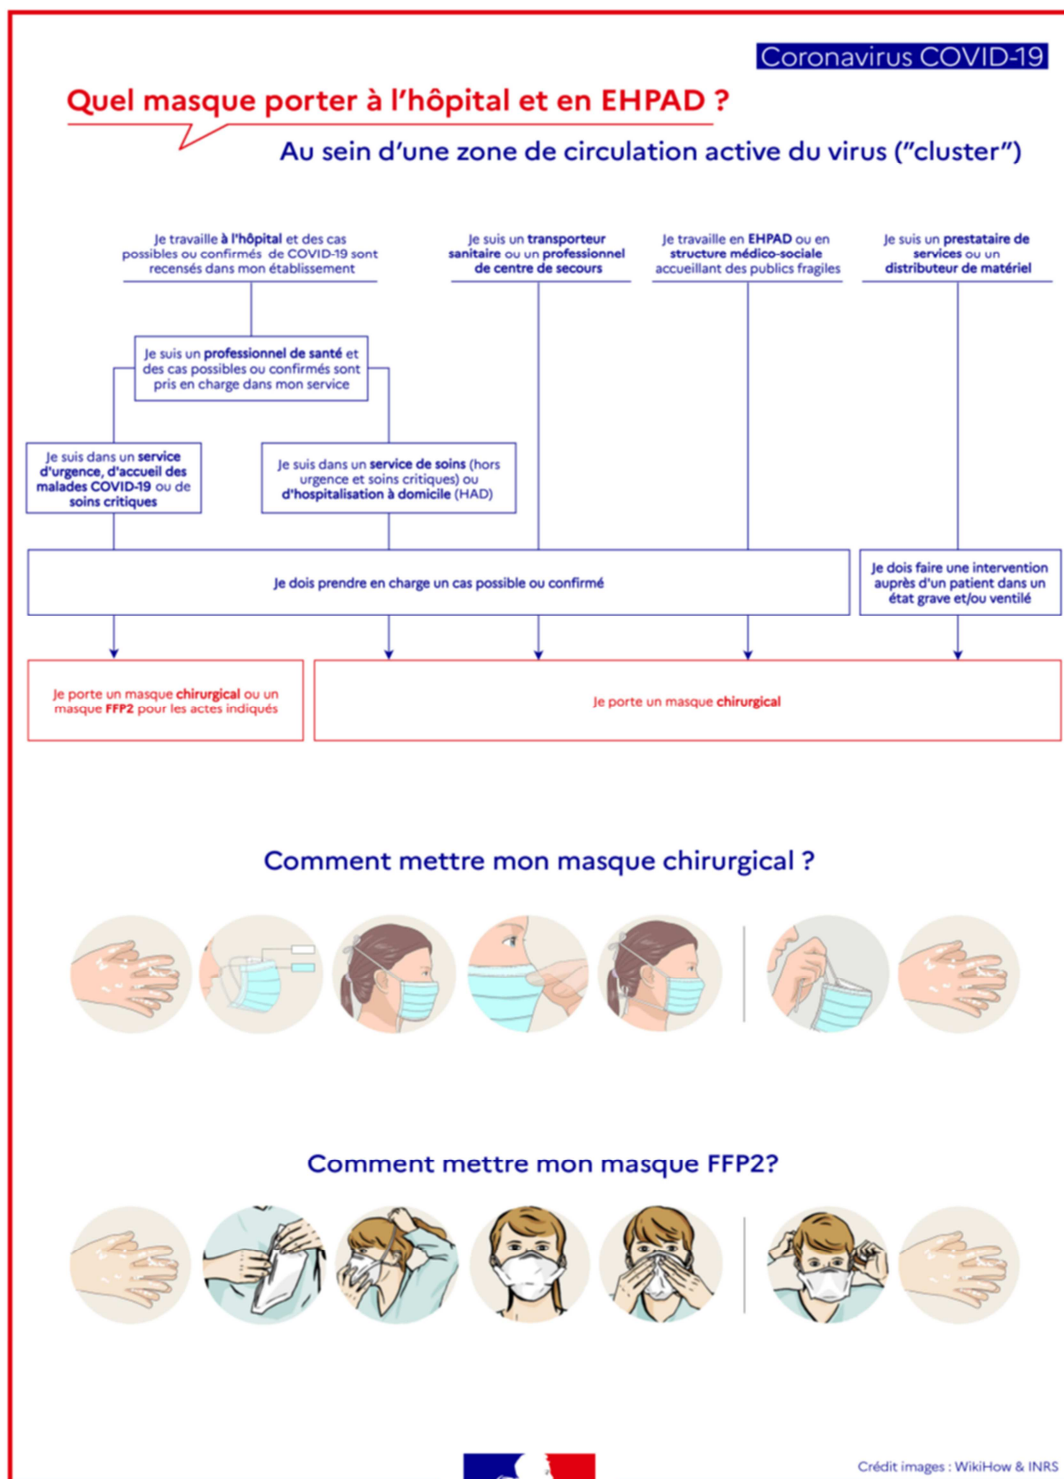 Coronavirus COVID-19
Quel masque porter à l'hôpital et en EHPAD ?
Au sein d'une zone de circulation active du virus ("cluster")
Je travaille à l'hôpital et des cas
possibles ou confirmés de COVID-19 sont
recensés dans mon établissement
Je suis un transporteur
sanitaire ou un professionnel
de centre de secours
Je travaille en EHPAD ou en
structure médico-sociale
accueillant des publics fragiles
Je suis un prestataire de
services ou un
distributeur de matériel
Je suis un professionnel de santé et
des cas possibles ou confirmés sont
pris en charge dans mon service
Je suis dans un service
d'urgence, d'accueil des
malades COVID-19 ou de
soins critiques
Je suis dans un service de soins (hors
urgence et soins critiques) ou
d'hospitalisation à domicile (HAD)
Je dois prendre en charge un cas possible ou confirmé
Je dois faire une intervention
auprès d'un patient dans un
état grave et/ou ventilé
Je porte un masque chirurgical ou un
masque FFP2 pour les actes indiqués
Je porte un masque chirurgical
Comment mettre mon masque chirurgical ?
Comment mettre mon masque FFP2?
Crédit images : WikiHow & INRS